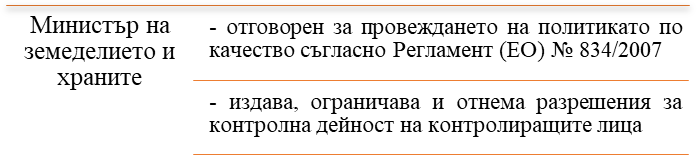 Министър на
земеделието и
храните
- отговорен за провеждането на политикато по
качество съгласно Регламент (ЕО) № 834/2007
- издава, ограничава и отнема разрешения за
контролна дейност на контролиращите лица